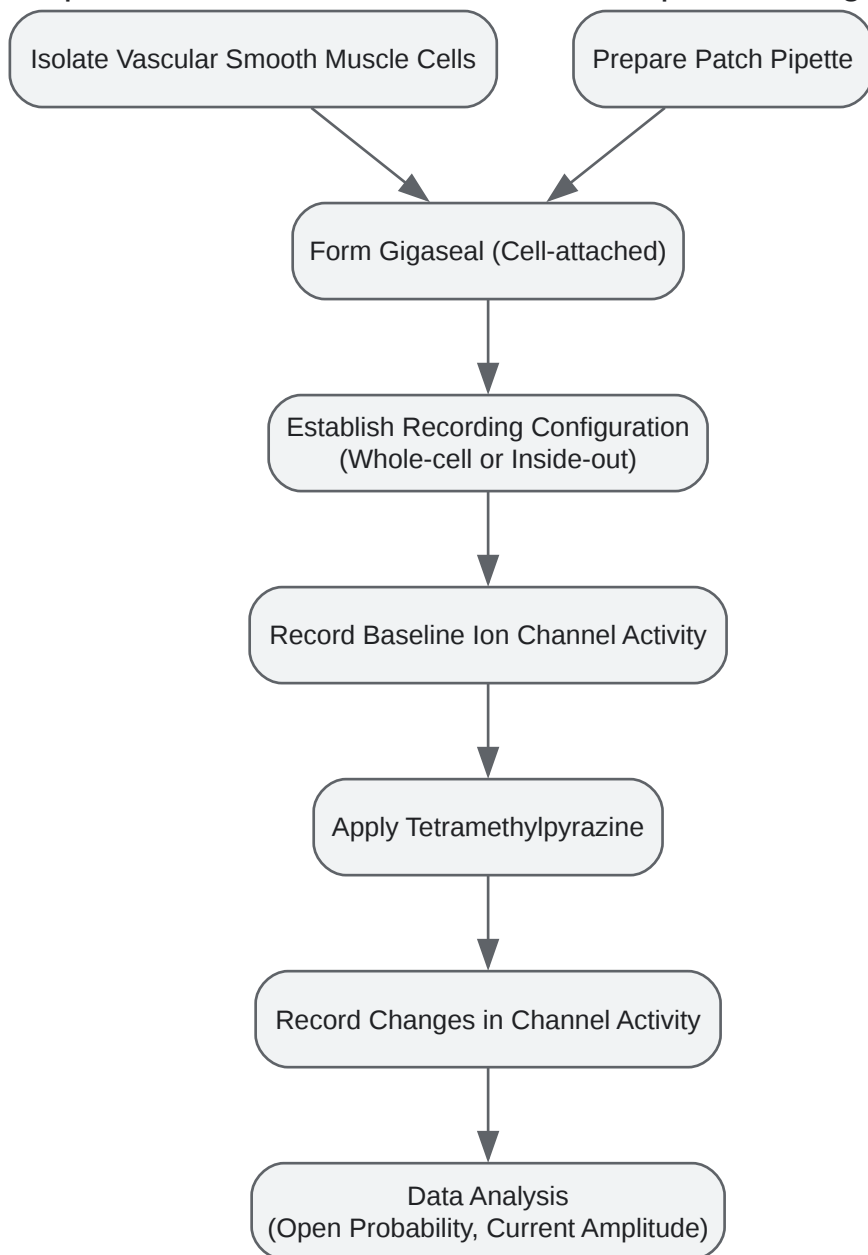 Isolate Vascular Smooth Muscle Cells
Prepare Patch Pipette
Form Gigaseal (Cell-attached)
Establish Recording Configuration
(Whole-cell or Inside-out)
Record Baseline Ion Channel Activity
Apply Tetramethylpyrazine
Record Changes in Channel Activity
Data Analysis
(Open Probability, Current Amplitude)